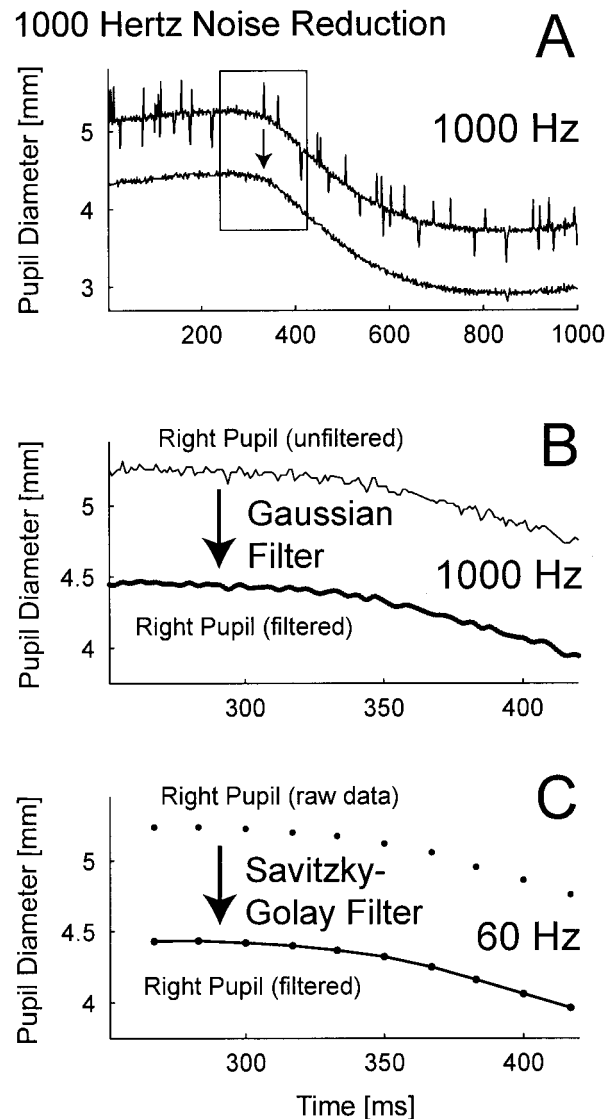 1000 Hertz Noise Reduction
A
1000 Hz
Pupil Diameter [mm]
5
4
3
200
400
600
800
1000
B
Right Pupil (unfiltered)
Gaussian
Filter
1000 Hz
Right Pupil (filtered)
Pupil Diameter [mm]
5
4.5
4
300
350
400
C
Right Pupil (raw data)
Savitzky-
Golay Filter
60 Hz
Right Pupil (filtered)
Pupil Diameter [mm]
5
4.5
4
300
350
400
Time [ms]